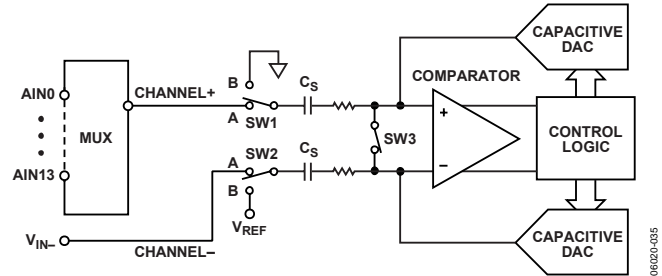 CAPACITIVE
DAC
B
CS
COMPARATOR
AIN0
CHANNEL+
A
SW1
+
MUX
SW3
CONTROL
LOGIC
A
SW2
CS
–
AIN13
B
VREF
VIN–
CHANNEL–
CAPACITIVE
DAC
06020-035